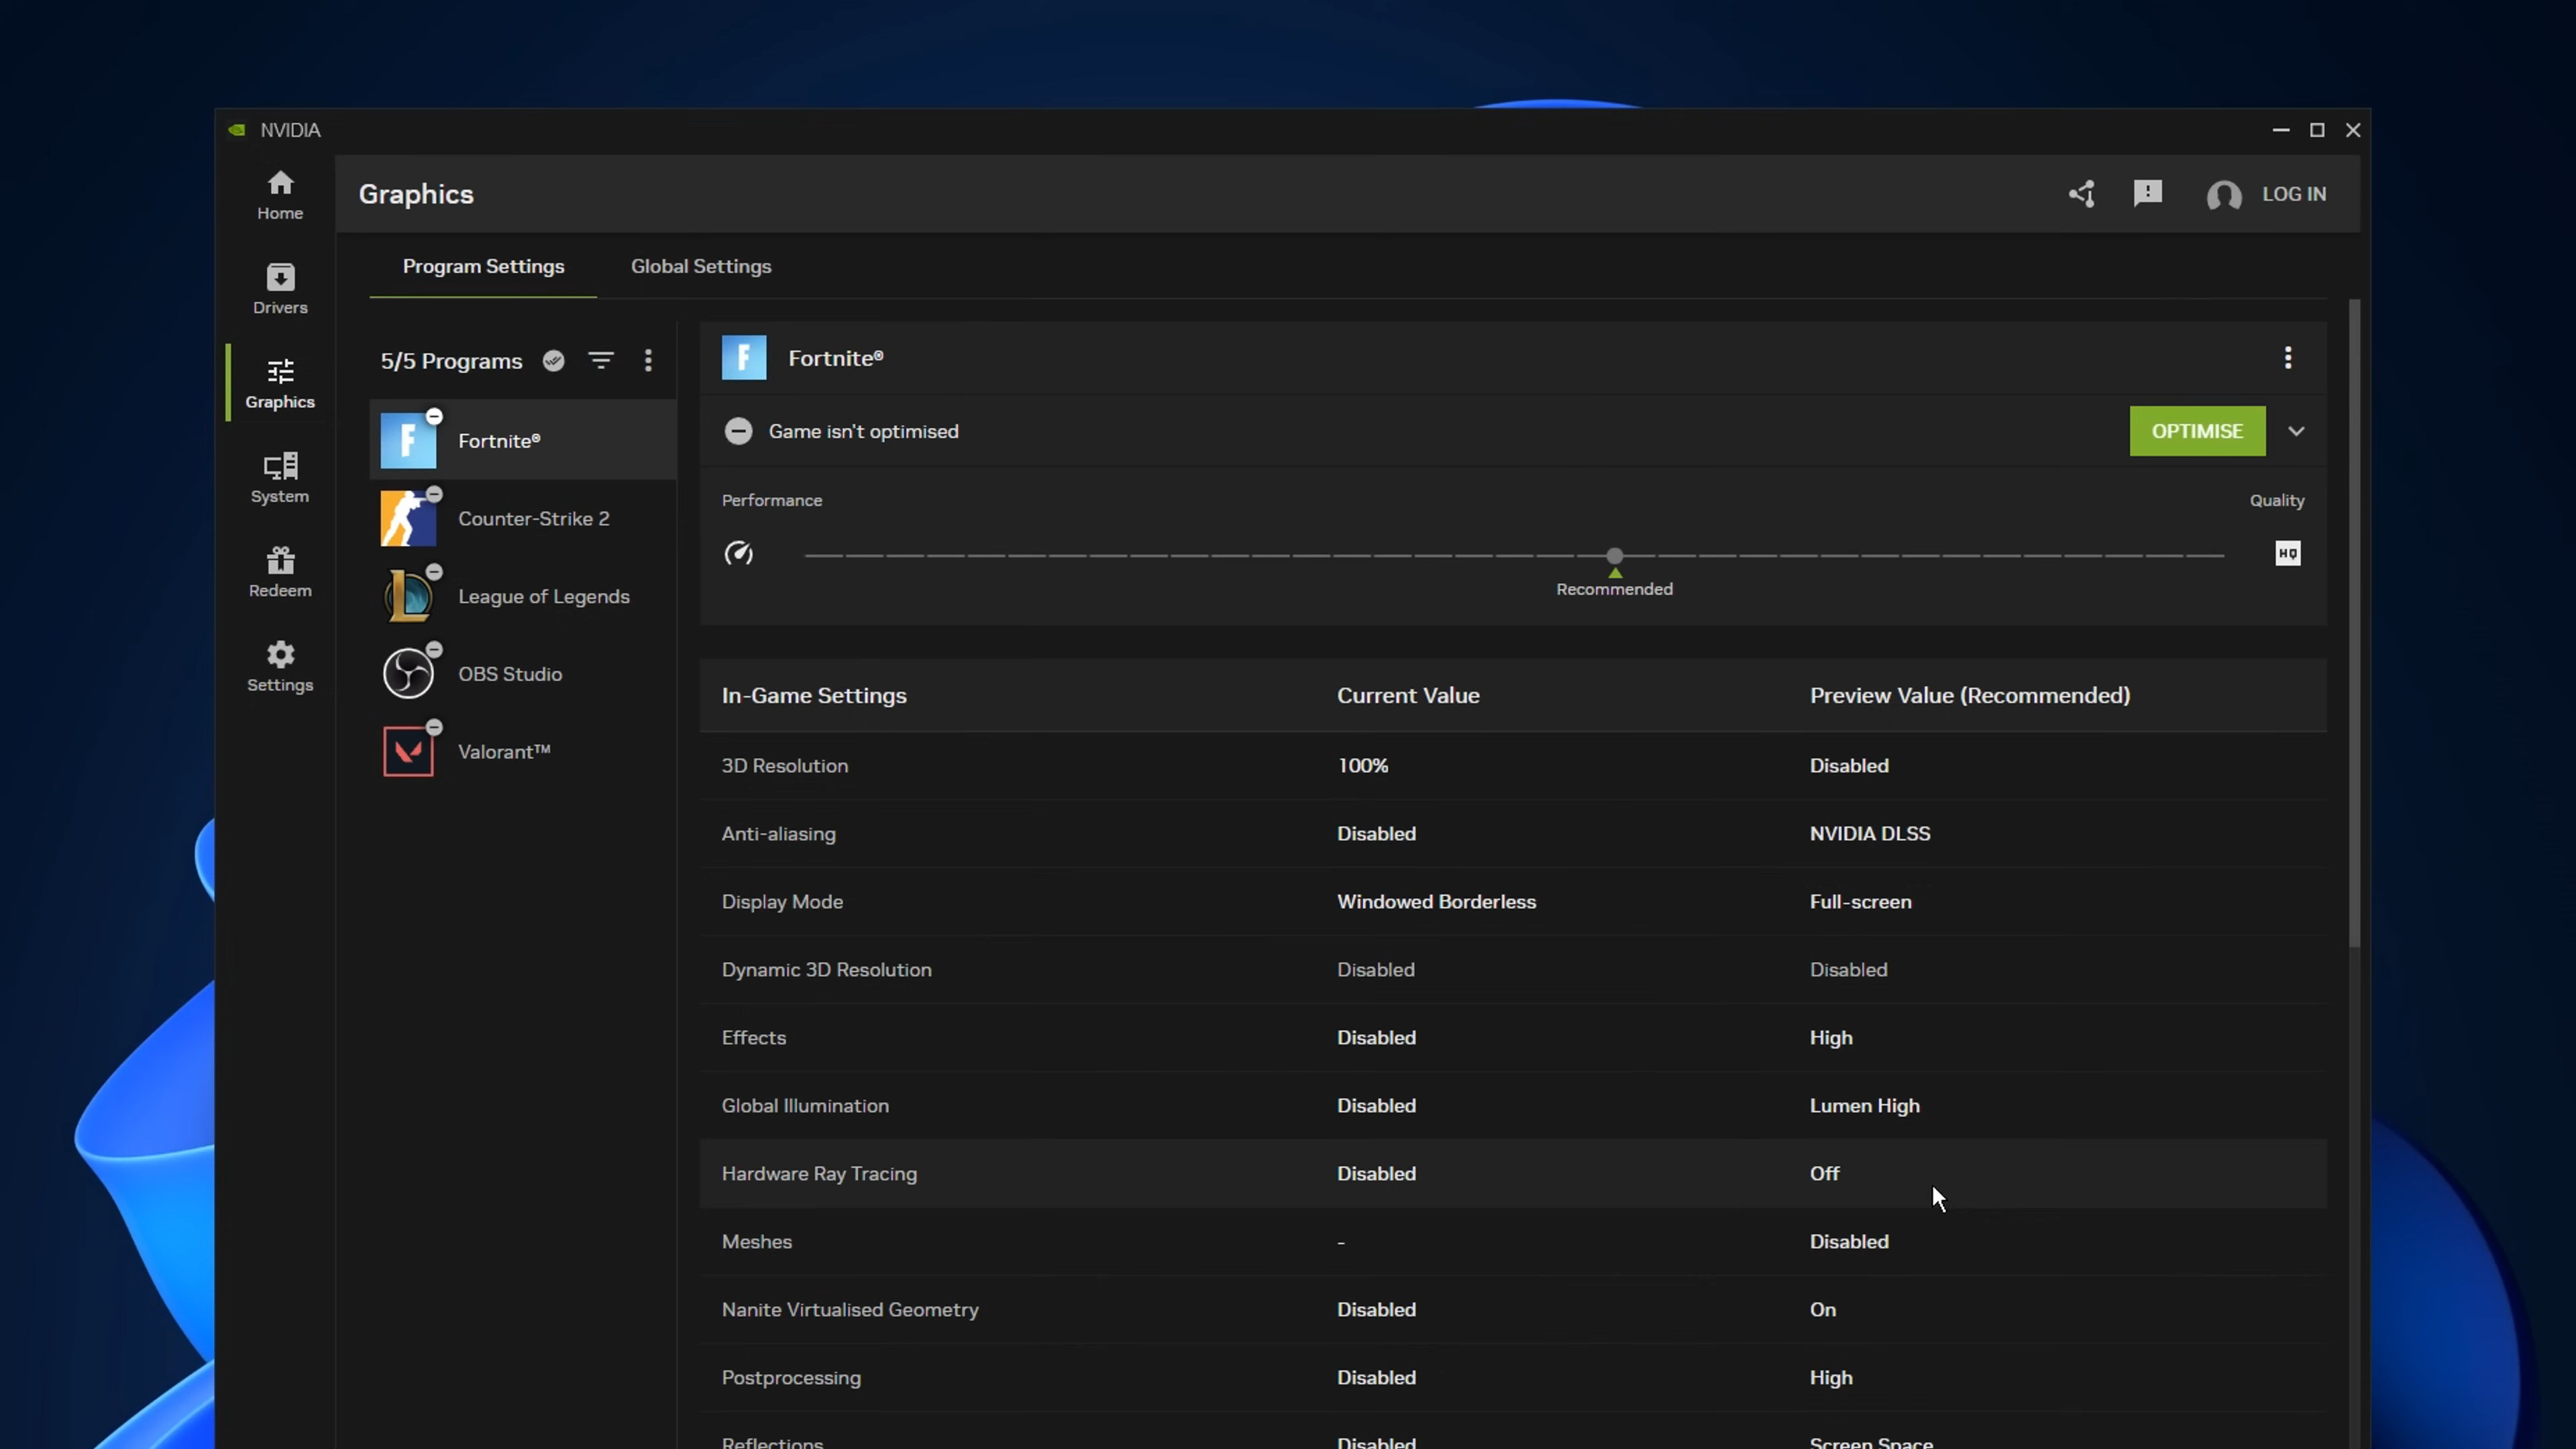 NVIDIA
Home
Drivers
Graphics
System
Redeem
Settings
Graphics
LOG IN
Program Settings Global Settings
5/5 Programs
Fortnite®
Counter-Strike 2
League of Legends
OBS Studio
Valorant™
F Fortnite®
Game isn't optimised OPTIMISE
Performance Quality
HQ
Recommended
In-Game Settings Current Value Preview Value (Recommended)
3D Resolution 100% Disabled
Anti-aliasing Disabled NVIDIA DLSS
Display Mode Windowed Borderless Full-screen
Dynamic 3D Resolution Disabled Disabled
Effects Disabled High
Global Illumination Disabled Lumen High
Hardware Ray Tracing Disabled Off
Meshes - Disabled
Nanite Virtualised Geometry Disabled On
Postprocessing Disabled High
Reflections Disabled Screen Space